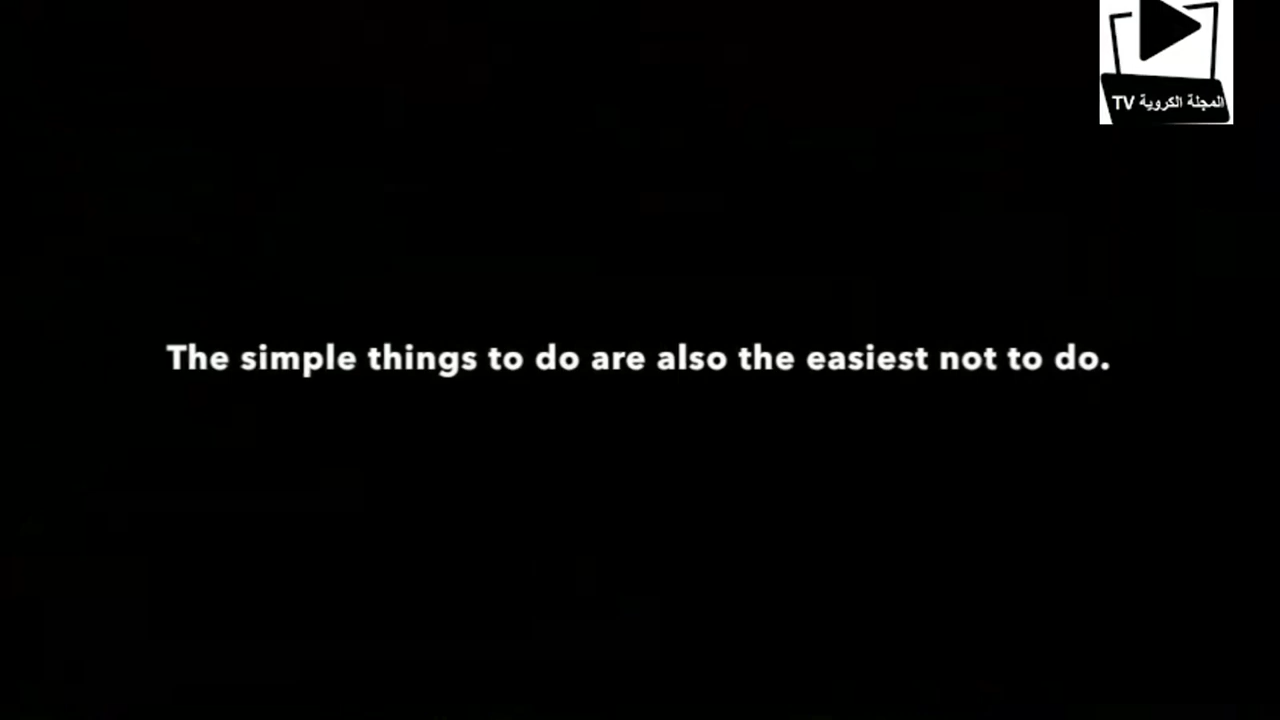 المجلة الكروية TV
The simple things to do are also the easiest not to do.